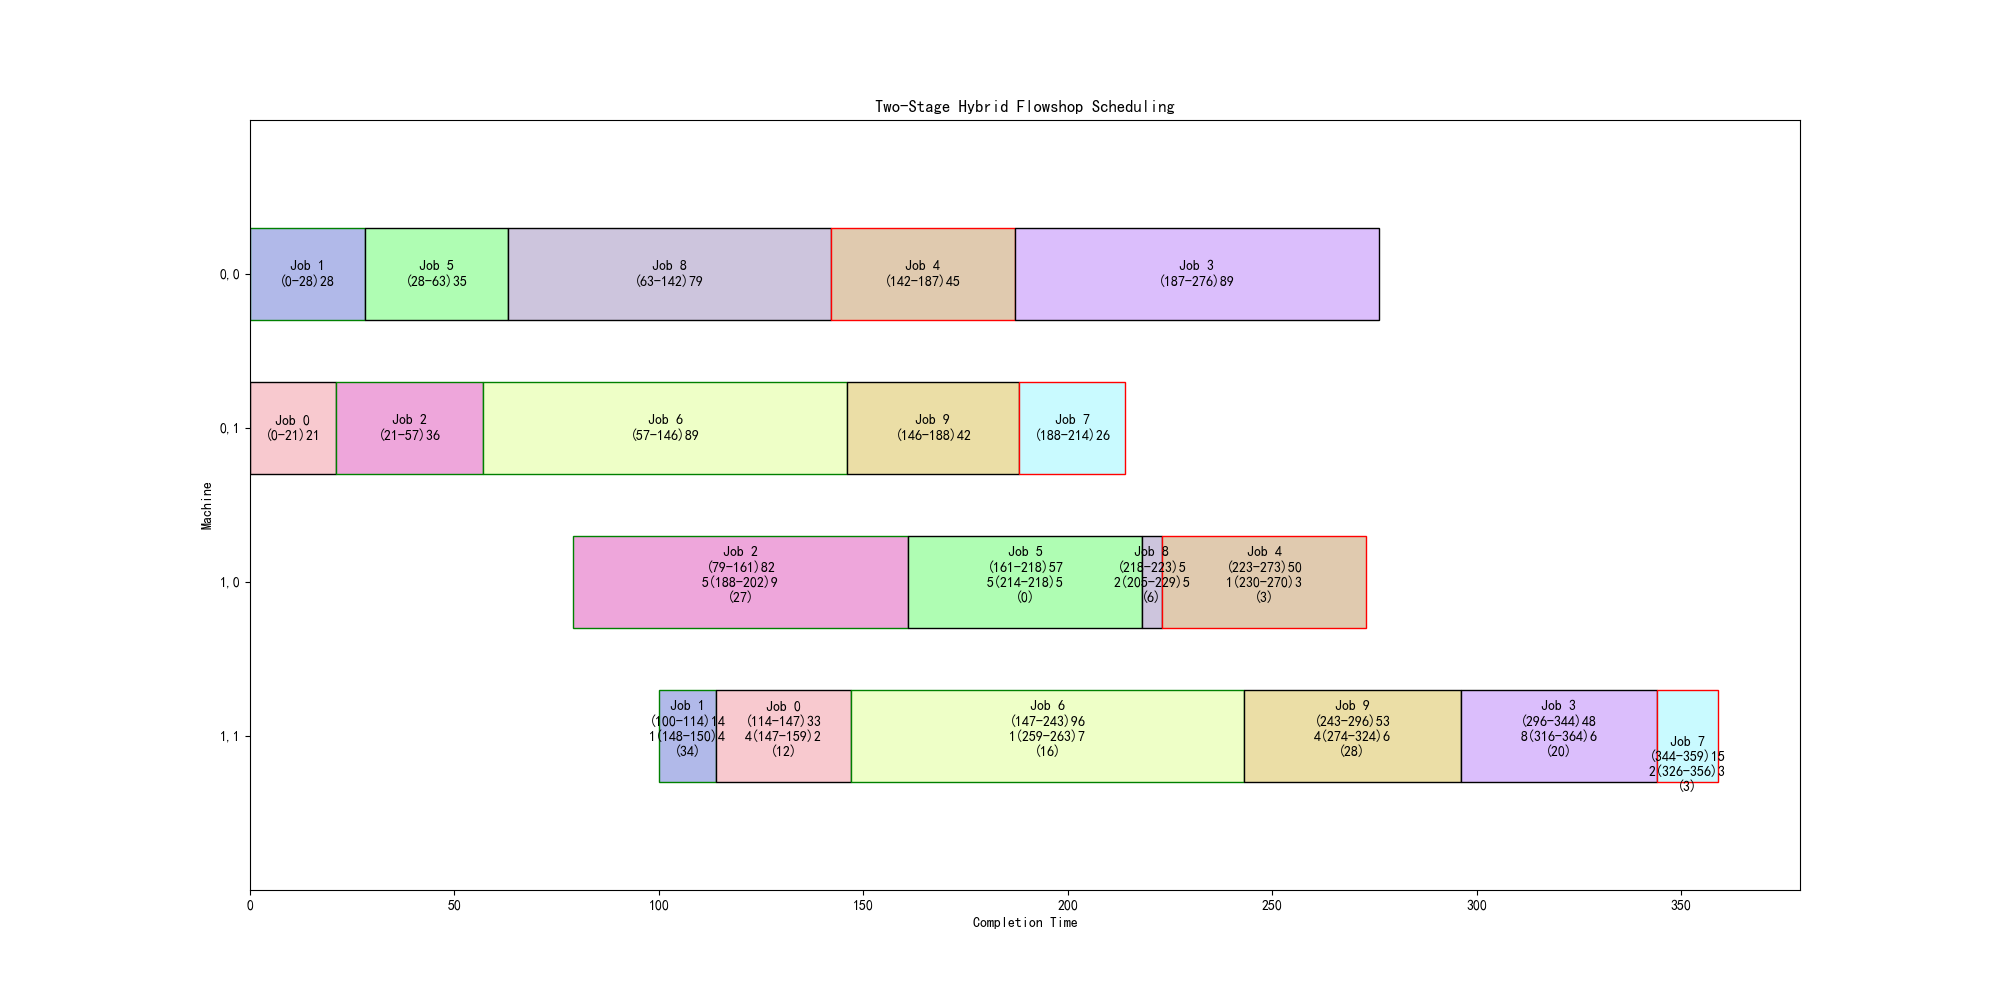 Two-Stage Hybrid Flowshop Scheduling
0,0
Job 1
(0-28)28
Job 5
(28-63)35
Job 8
(63-142)79
Job 4
(142-187)45
Job 3
(187-276)89
0,1
Job 0
(0-21)21
Job 2
(21-57)36
Job 6
(57-146)89
Job 9
(146-188)42
Job 7
(188-214)26
Machine
1,0
Job 2
(79-161)82
5(188-202)9
(27)
Job 5
(161-218)57
5(214-218)5
(0)
Job 8
(218-223)5
2(205-229)5
(6)
Job 4
(223-273)50
1(230-270)3
(3)
1,1
Job 1
(100-114)14
1(148-150)4
(34)
Job 0
(114-147)33
4(147-159)2
(12)
Job 6
(147-243)96
1(259-263)7
(16)
Job 9
(243-296)53
4(274-324)6
(28)
Job 3
(296-344)48
8(316-364)6
(20)
Job 7
(344-359)15
2(326-356)3
(3)
0 50 100 150 200 250 300 350
Completion Time